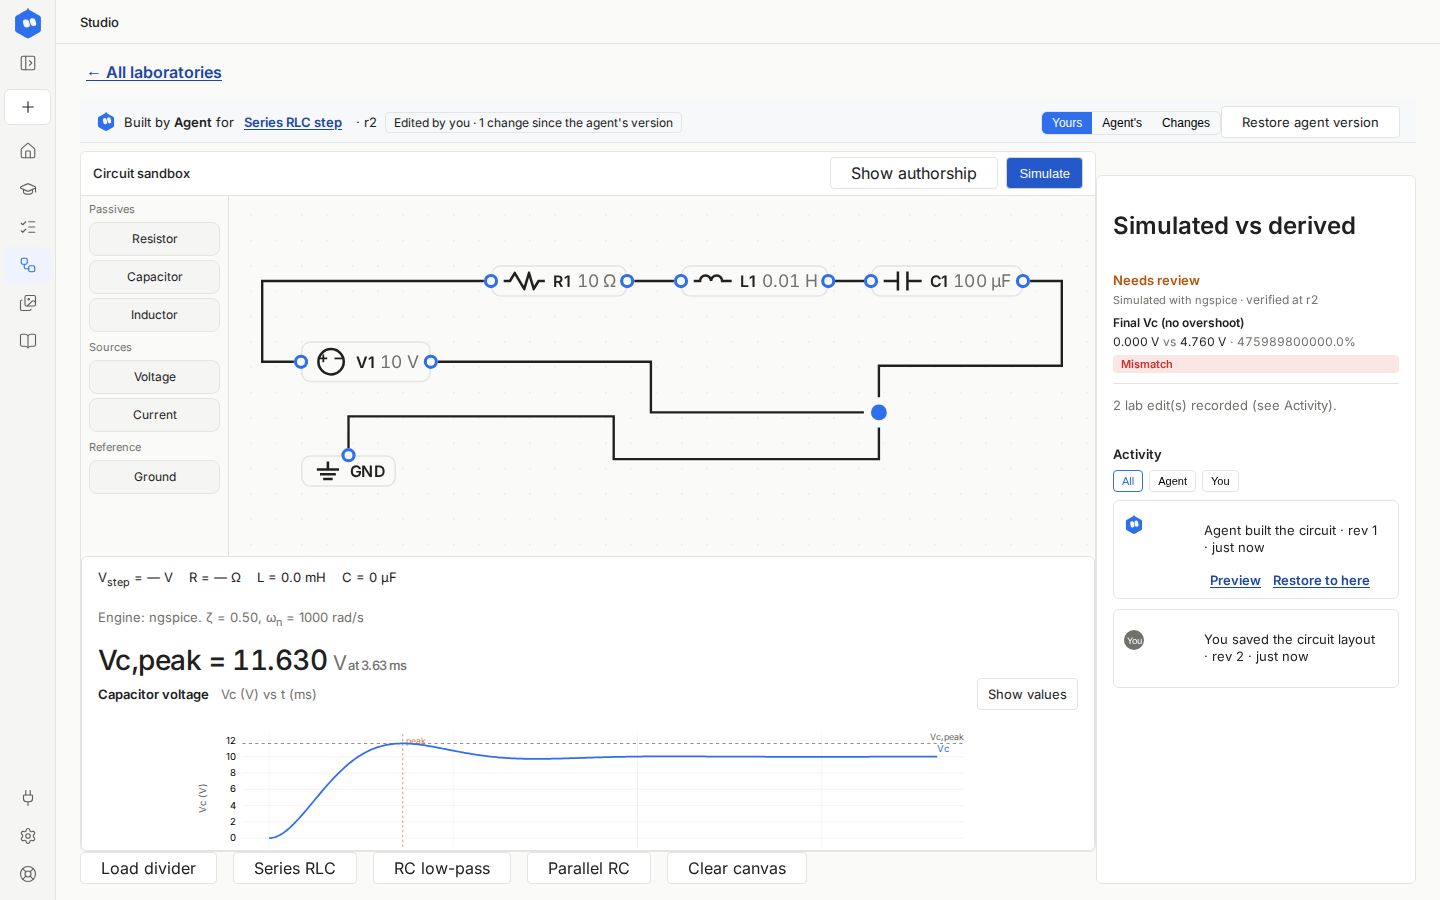 Studio
← All laboratories
Built by Agent for Series RLC step · r2 Edited by you · 1 change since the agent's version
Yours Agent's Changes Restore agent version
Circuit sandbox
Show authorship Simulate
Passives
Resistor
Capacitor
Inductor
Sources
Voltage
Current
Reference
Ground
R1 10 Ω
L1 0.01 H
C1 100 µF
V1 10 V
GND
Vstep = — V R = — Ω L = 0.0 mH C = 0 µF
Engine: ngspice. ζ = 0.50, ωn = 1000 rad/s
Vc,peak = 11.630 V at 3.63 ms
Capacitor voltage Vc (V) vs t (ms)
Show values
Vc (V)
12
10
8
6
4
2
0
peak
Vc,peak
Vc
Load divider Series RLC RC low-pass Parallel RC Clear canvas
Simulated vs derived
Needs review
Simulated with ngspice · verified at r2
Final Vc (no overshoot)
0.000 V vs 4.760 V · 475989800000.0%
Mismatch
2 lab edit(s) recorded (see Activity).
Activity
All Agent You
Agent built the circuit · rev 1
· just now
Preview Restore to here
You
You saved the circuit layout
· rev 2 · just now